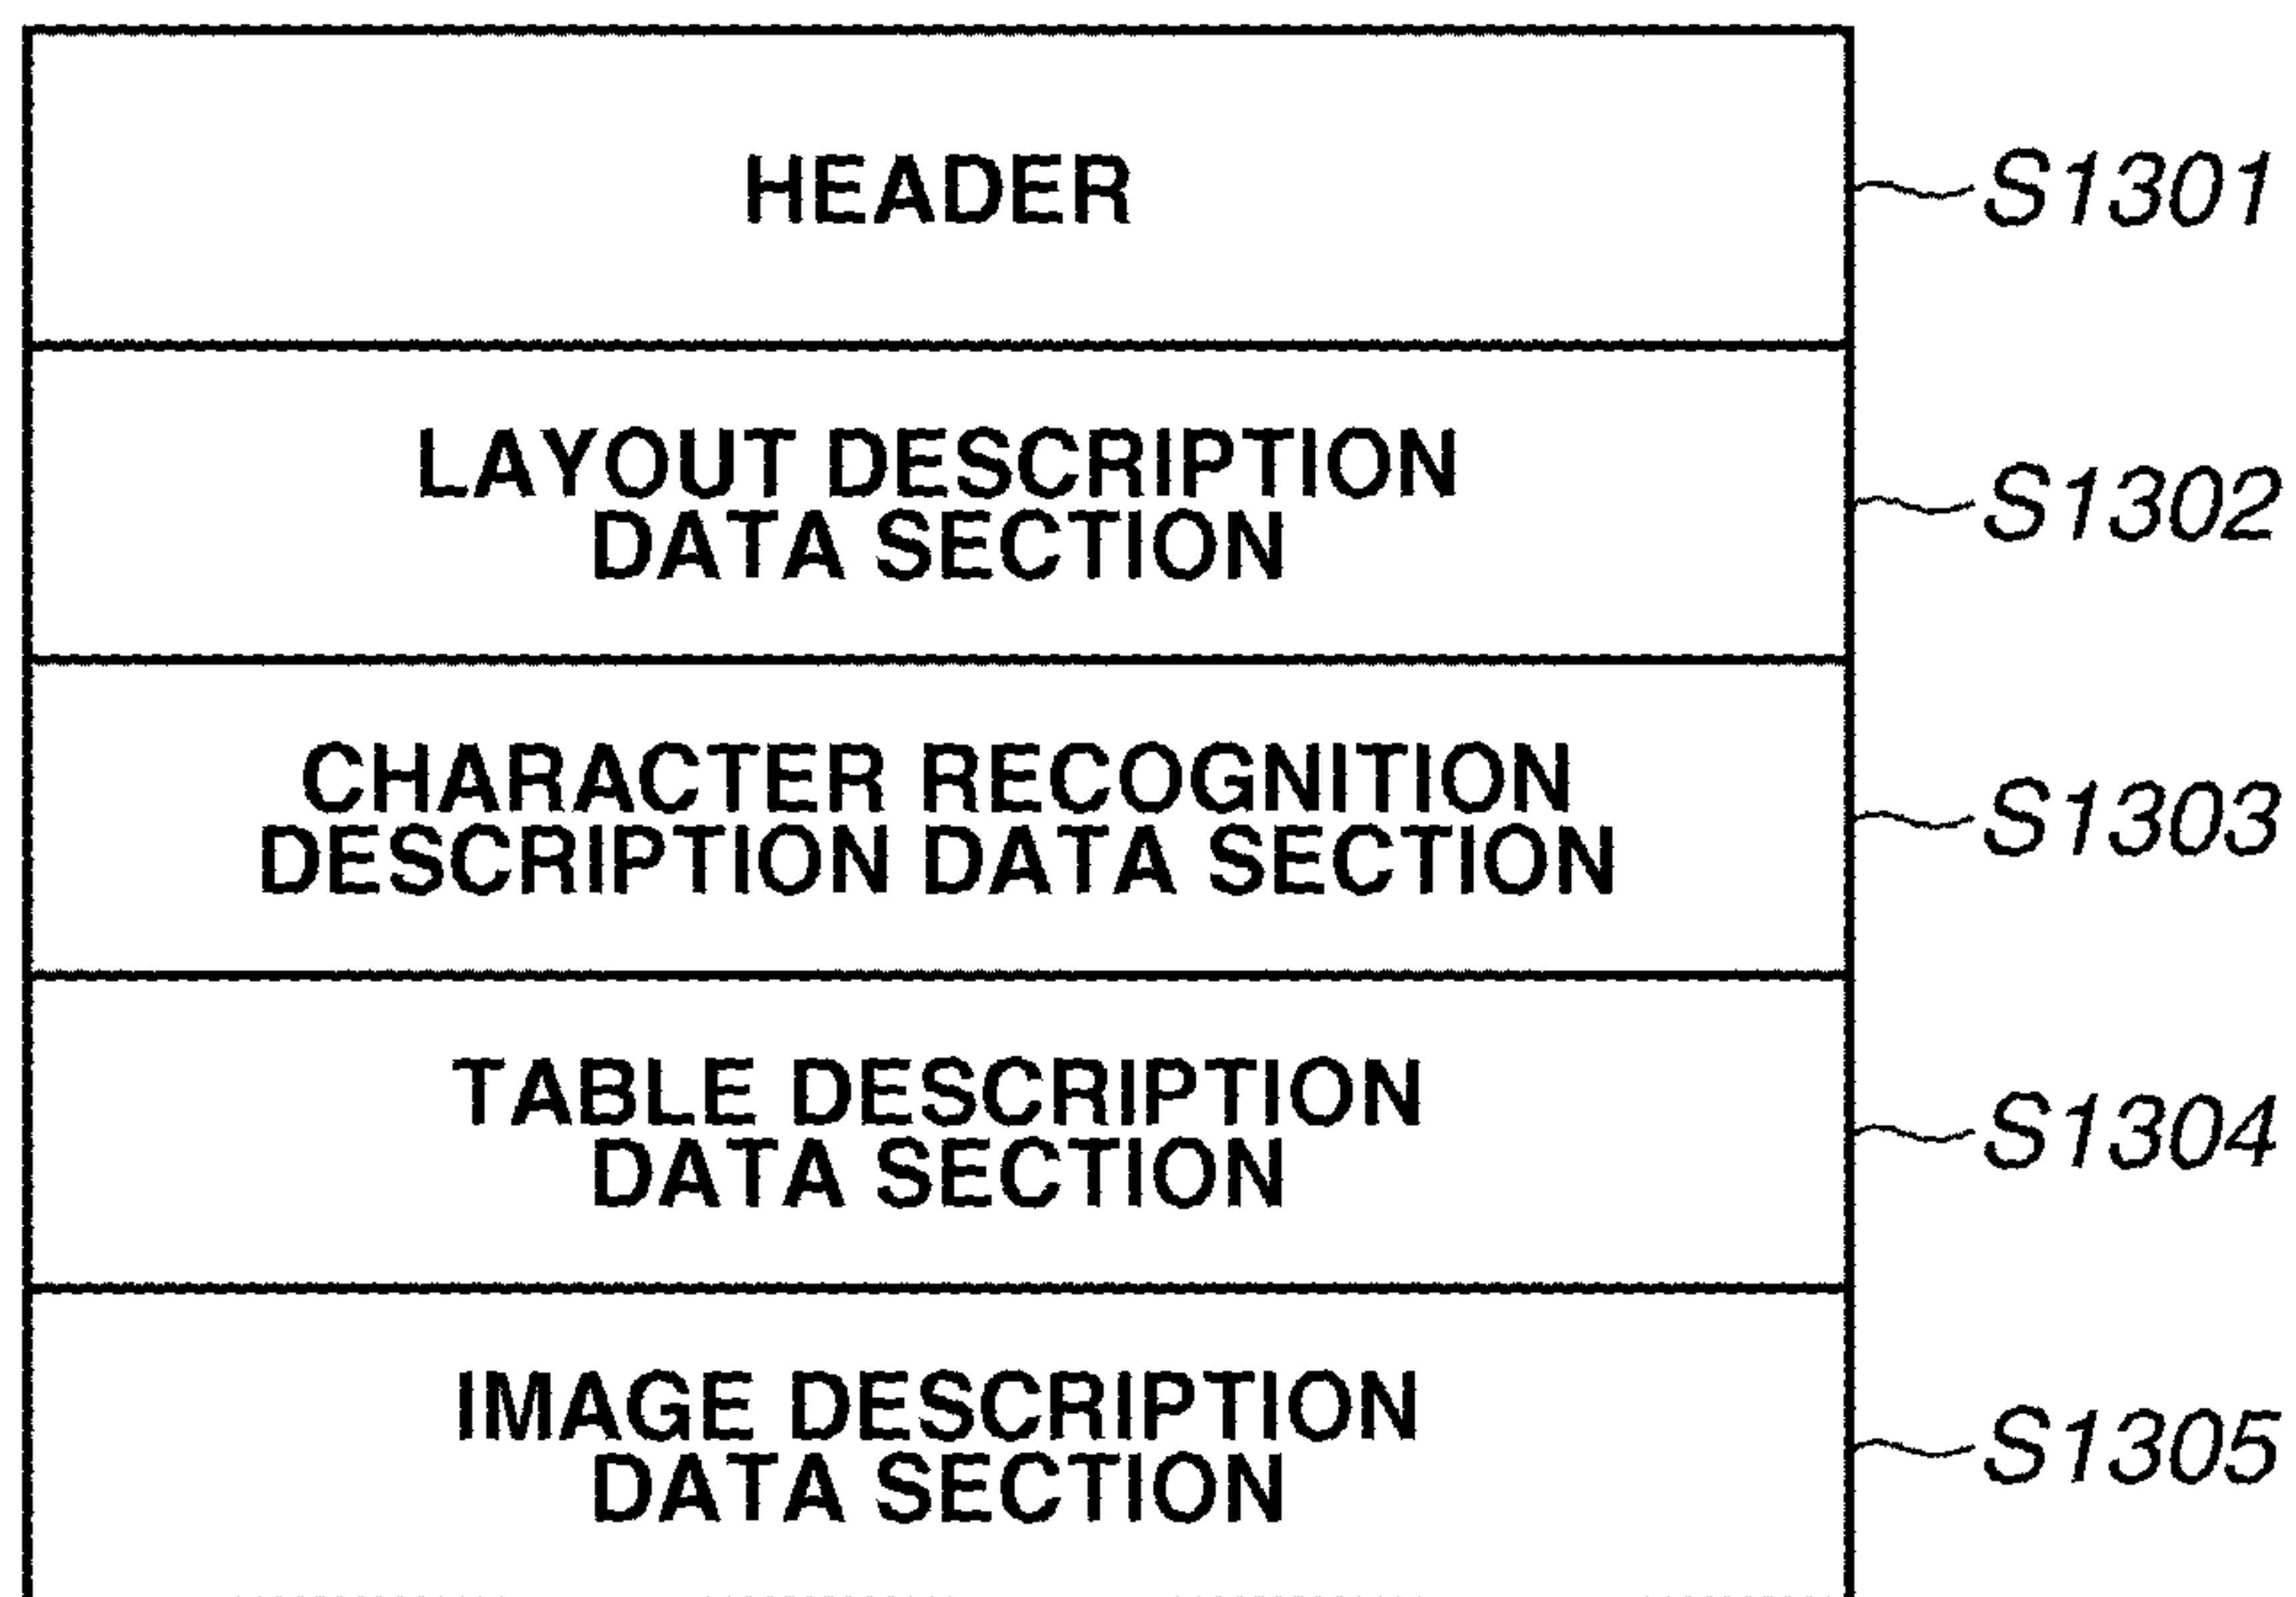 HEADER
S1301
LAYOUT DESCRIPTION
DATA SECTION
S1302
CHARACTER RECOGNITION
DESCRIPTION DATA SECTION
S1303
TABLE DESCRIPTION
DATA SECTION
S1304
IMAGE DESCRIPTION
DATA SECTION
S1305